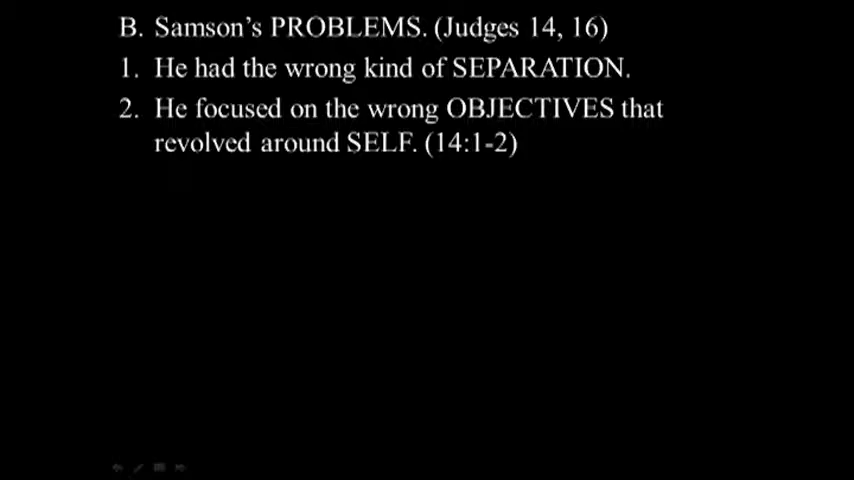 B. Samson’s PROBLEMS. (Judges 14, 16)
1. He had the wrong kind of SEPARATION.
2. He focused on the wrong OBJECTIVES that
revolved around SELF. (14:1-2)